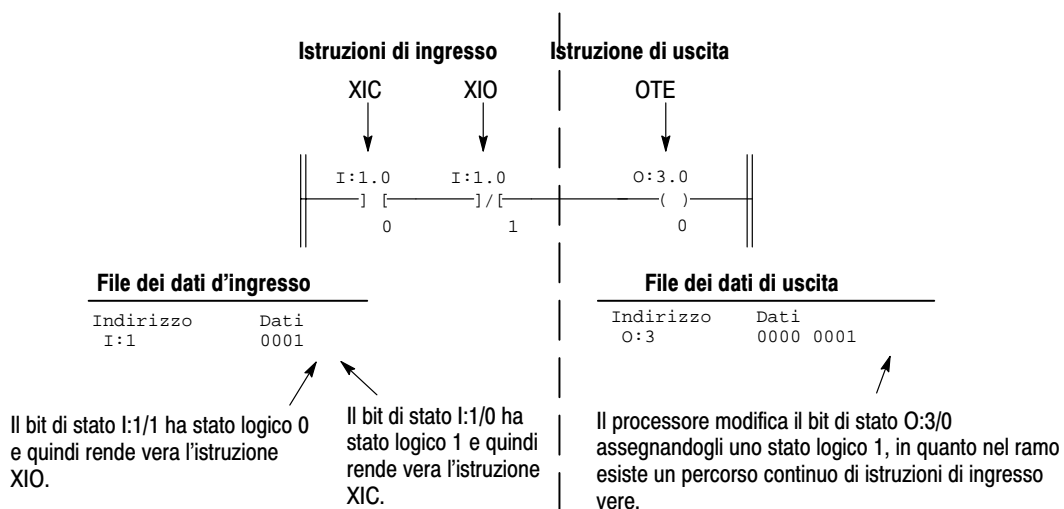 Istruzioni di ingresso Istruzione di uscita
XIC XIO OTE
I:1.0 I:1.0 O:3.0
] [ ]/[ ( )
0 1 0
File dei dati d'ingresso
Indirizzo Dati
I:1 0001
File dei dati di uscita
Indirizzo Dati
O:3 0000 0001
Il bit di stato I:1/1 ha stato logico 0
e quindi rende vera l'istruzione
XIO.
Il bit di stato I:1/0 ha
stato logico 1 e quindi
rende vera l'istruzione
XIC.
Il processore modifica il bit di stato O:3/0
assegnandogli uno stato logico 1, in quanto nel ramo
esiste un percorso continuo di istruzioni di ingresso
vere.